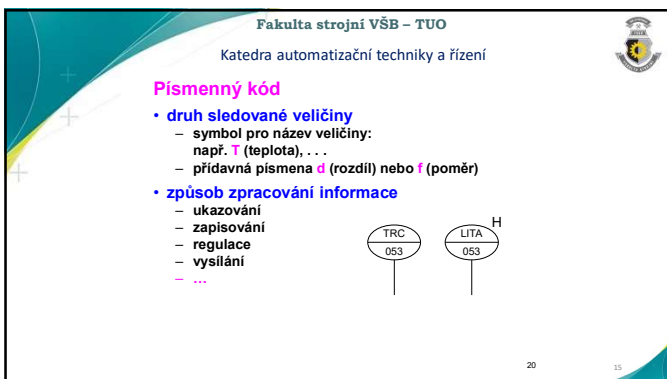 Fakulta strojní VŠB – TUO
Katedra automatizační techniky a řízení
Písmenný kód
• druh sledované veličiny
– symbol pro název veličiny:
např. T (teplota), . . .
– přídavná písmena d (rozdíl) nebo f (poměr)
• způsob zpracování informace
– ukazování
– zapisování
– regulace
– vysílání
– ...
TRC
053
LITA
053
H
20
15